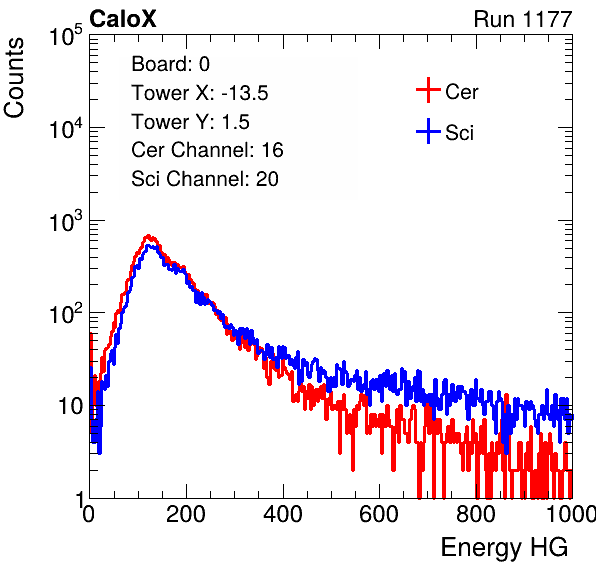 CaloX Run 1177
Counts
10^5
10^4
10^3
10^2
10
1
Board: 0
Tower X: -13.5
Tower Y: 1.5
Cer Channel: 16
Sci Channel: 20
Cer
Sci
0 200 400 600 800 1000
Energy HG